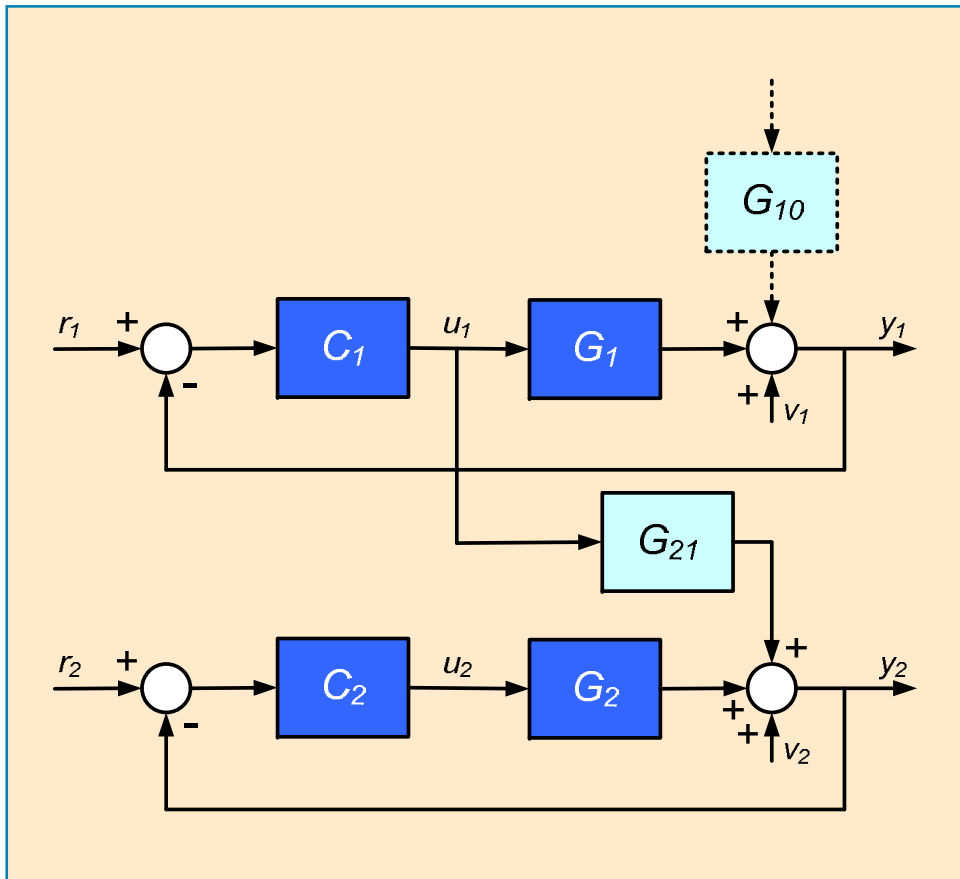 G10
r1 + C1 u1 G1 + y1
- + v1
G21
r2 + C2 u2 G2 + + y2
- + v2